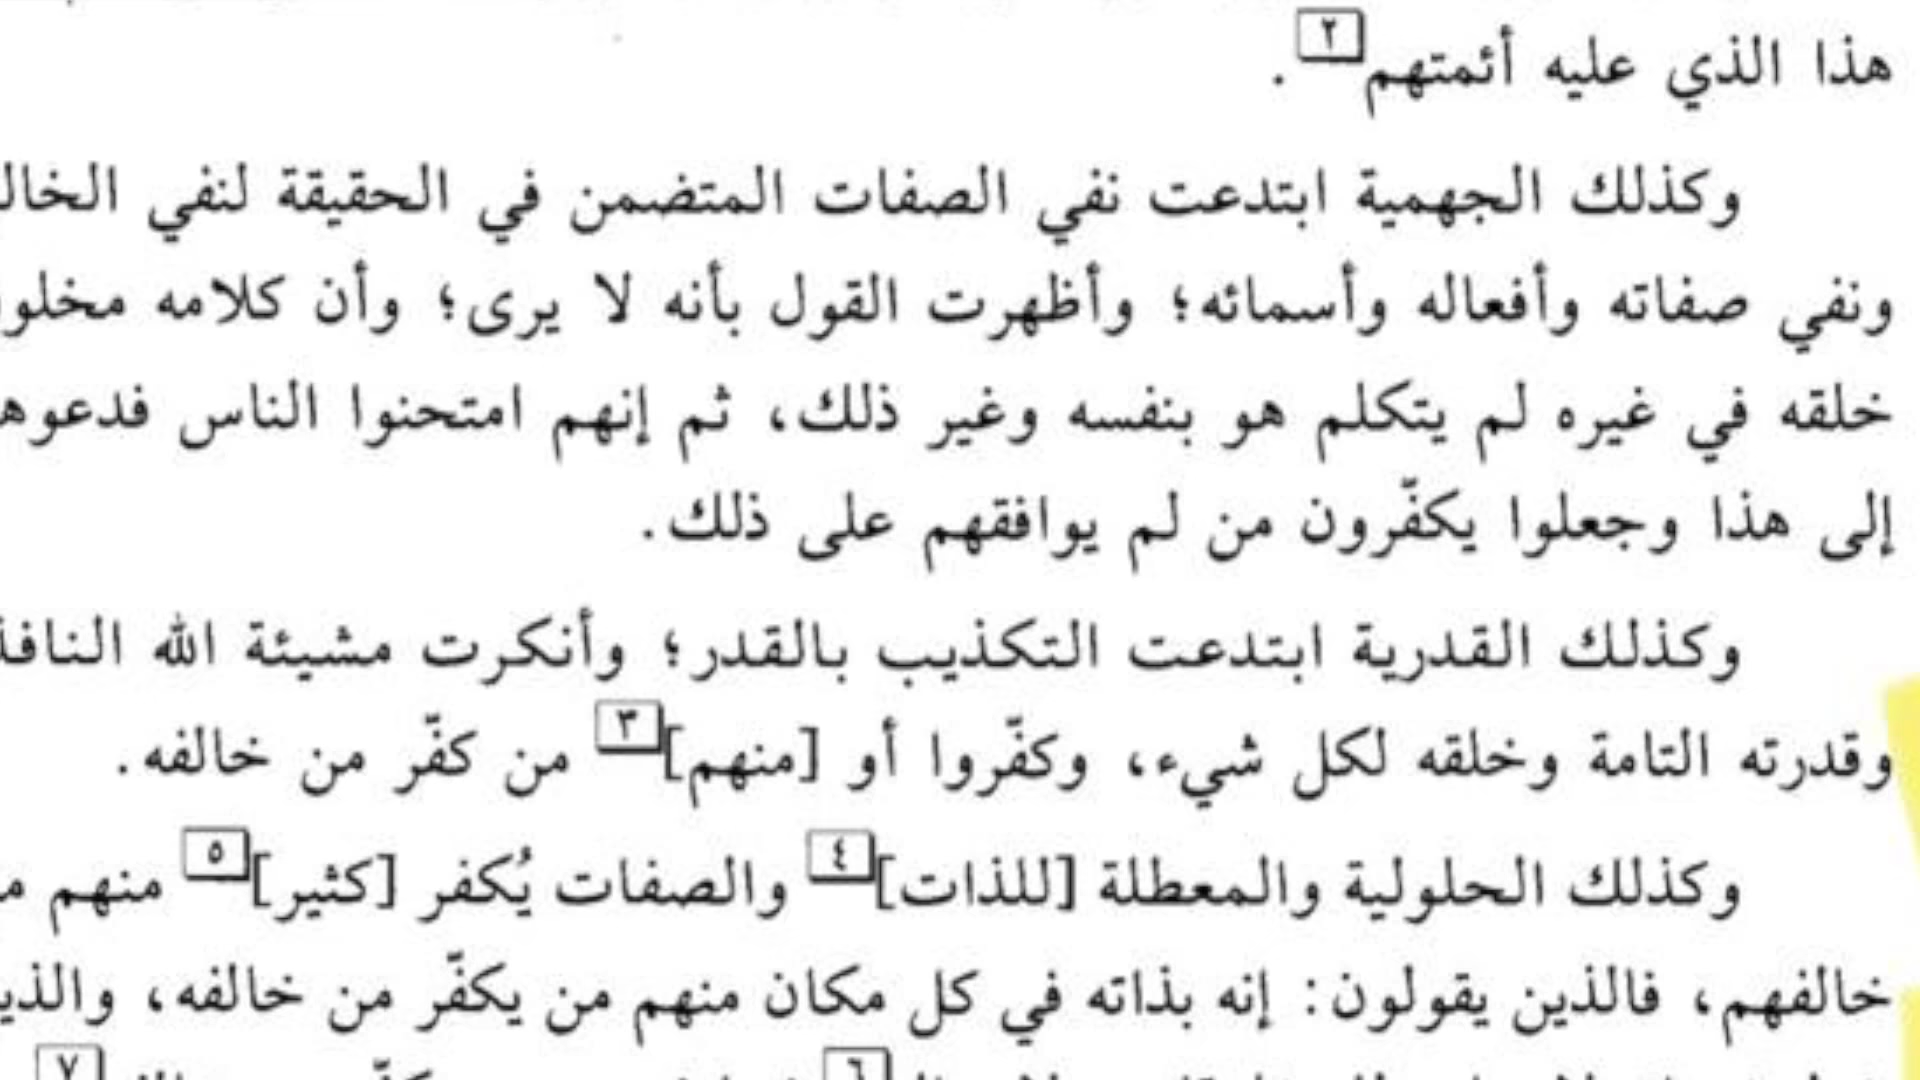 هذا الذي عليه أئمتهم٢.
وكذلك الجهمية ابتدعت نفي الصفات المتضمن في الحقيقة لنفي
ونفي صفاته وأفعاله وأسمائه؛ وأظهرت القول بأنه لا يرى؛ وأن كلامه
خلقه في غيره لم يتكلم هو بنفسه وغير ذلك، ثم إنهم امتحنوا الناس
إلى هذا وجعلوا يكفّرون من لم يوافقهم على ذلك.
وكذلك القدرية ابتدعت التكذيب بالقدر؛ وأنكرت مشيئة الله
وقدرته التامة وخلقه لكل شيء، وكفّروا أو [منهم]٣ من كفّر من خالفه.
وكذلك الحلولية والمعطلة [للذات]٤ والصفات يُكفر [كثير]٥ منهم
خالفهم، فالذين يقولون: إنه بذاته في كل مكان منهم من يكفّر من خالفه،